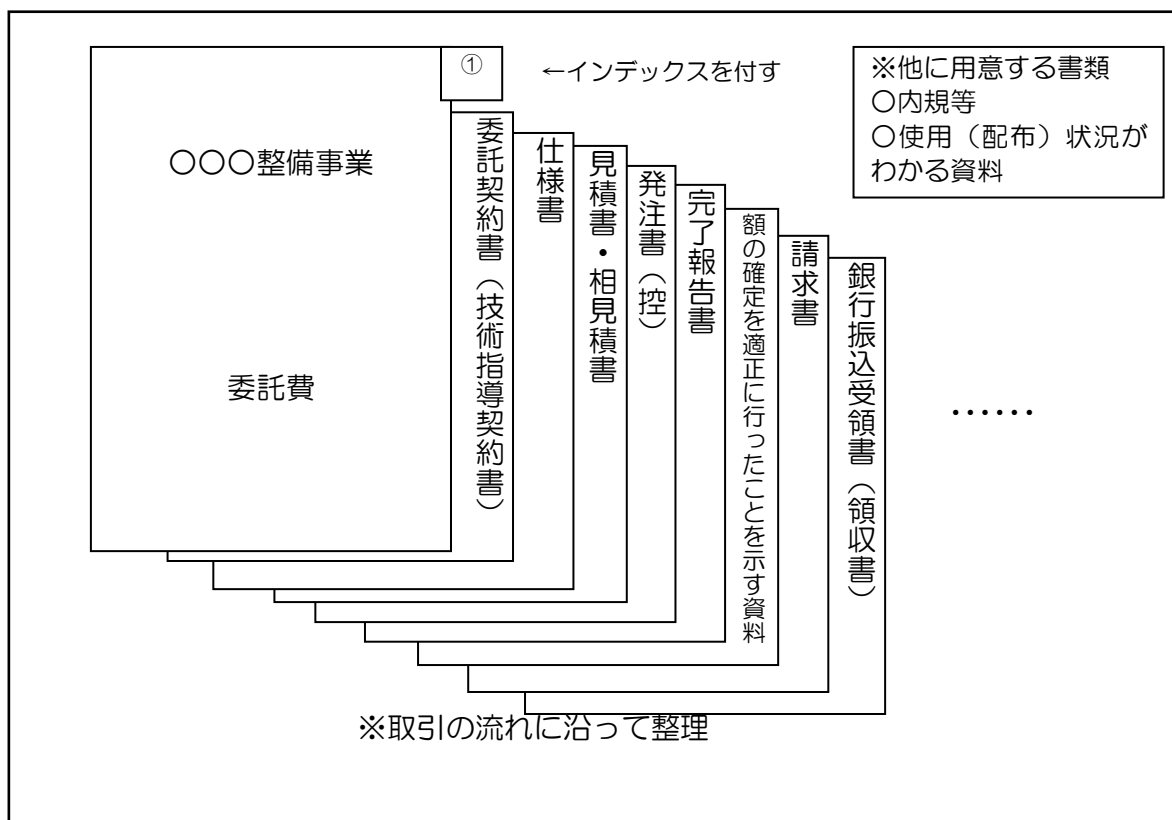 ①
←インデックスを付す
※他に用意する書類
〇内規等
〇使用（配布）状況が
わかる資料
〇〇〇整備事業
委託費
委託契約書（技術指導契約書）
仕様書
見積書・相見積書
発注書（控）
完了報告書
額の確定を適正に行ったことを示す資料
請求書
銀行振込受領書（領収書）
……
※取引の流れに沿って整理